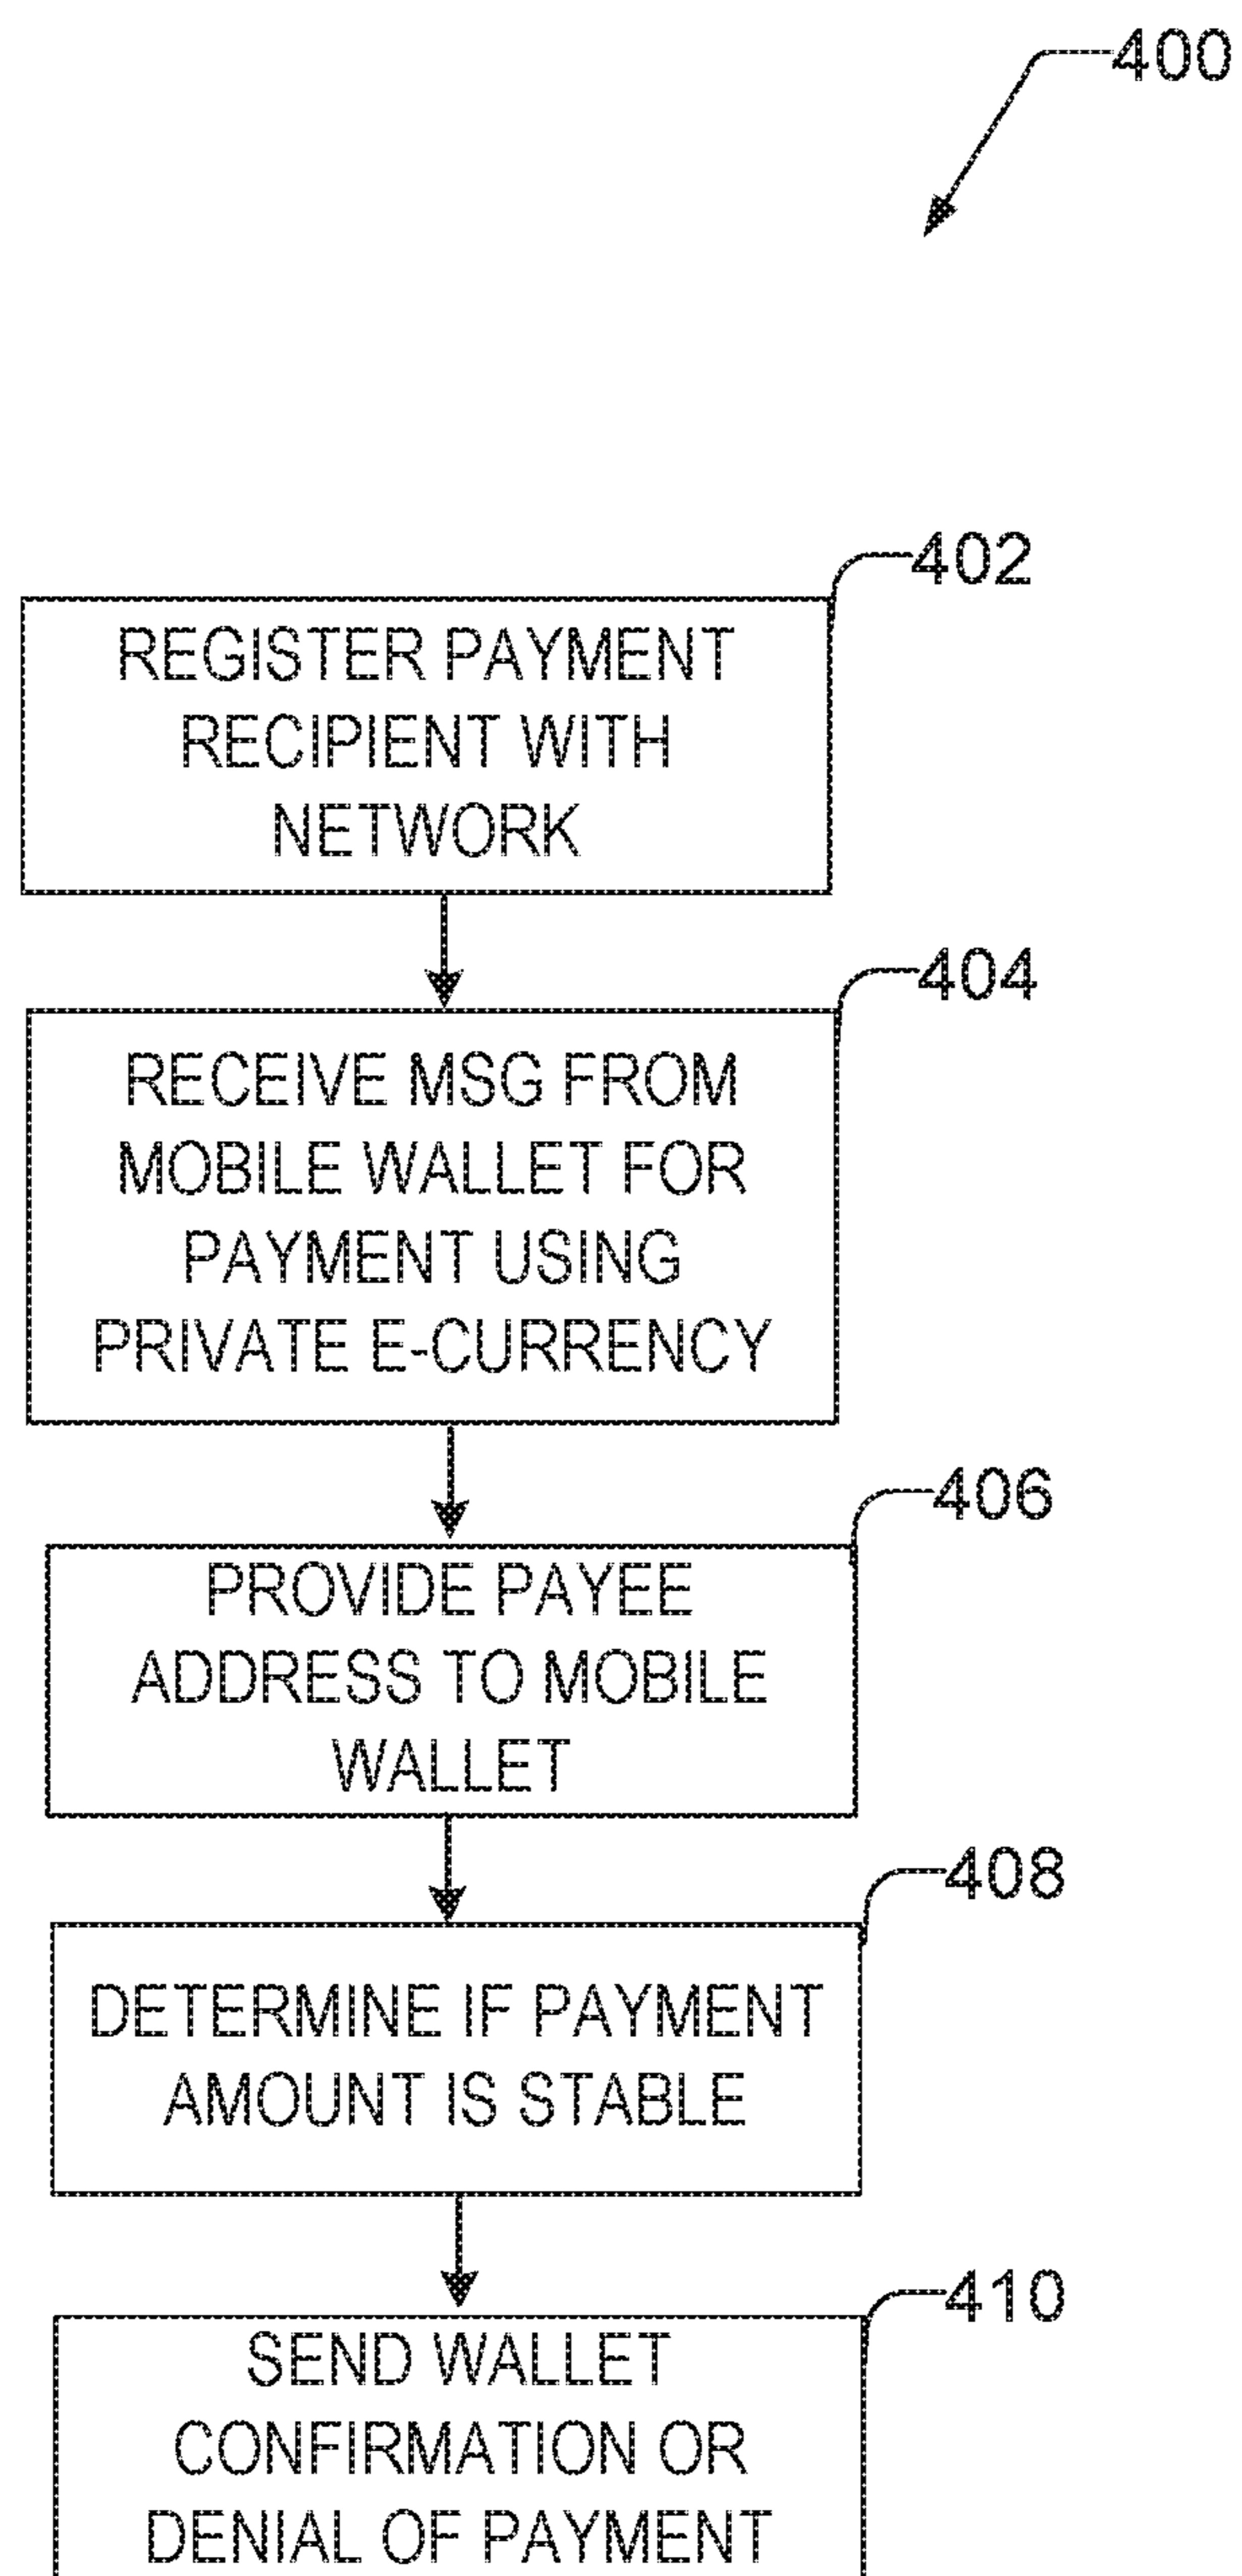 400
402
REGISTER PAYMENT
RECIPIENT WITH
NETWORK
404
RECEIVE MSG FROM
MOBILE WALLET FOR
PAYMENT USING
PRIVATE E-CURRENCY
406
PROVIDE PAYEE
ADDRESS TO MOBILE
WALLET
408
DETERMINE IF PAYMENT
AMOUNT IS STABLE
410
SEND WALLET
CONFIRMATION OR
DENIAL OF PAYMENT